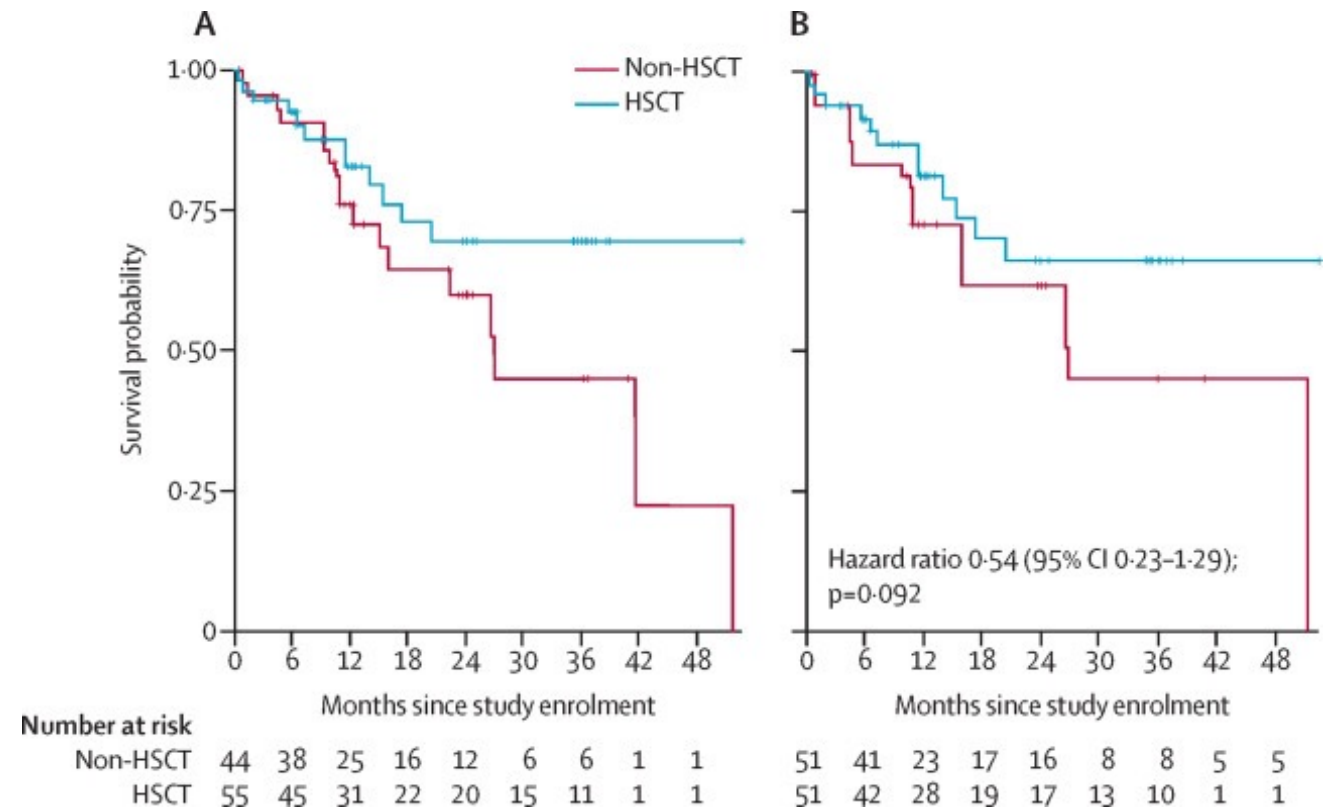 A
B
Non-HSCT
HSCT
Survival probability
1·00
0·75
0·50
0·25
0
Hazard ratio 0·54 (95% CI 0·23–1·29);
p=0·092
0 6 12 18 24 30 36 42 48
0 6 12 18 24 30 36 42 48
Months since study enrolment
Months since study enrolment
Number at risk
Non-HSCT 44 38 25 16 12 6 6 1 1 51 41 23 17 16 8 8 5 5
HSCT 55 45 31 22 20 15 11 1 1 51 42 28 19 17 13 10 1 1